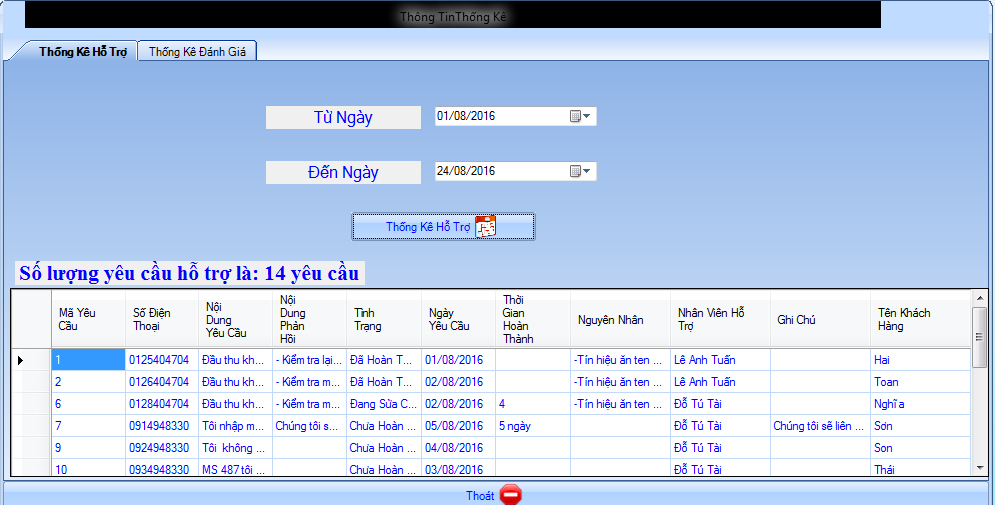 Thông TinThống Kê
Thống Kê Hỗ Trợ Thống Kê Đánh Giá
Từ Ngày 01/08/2016
Đến Ngày 24/08/2016
Thống Kê Hỗ Trợ
Số lượng yêu cầu hỗ trợ là: 14 yêu cầu
Mã Yêu Cầu Số Điện Thoại Nội Dung Yêu Cầu Nội Dung Phản Hồi Tình Trạng Ngày Yêu Cầu Thời Gian Hoàn Thành Nguyên Nhân Nhân Viên Hỗ Trợ Ghi Chú Tên Khách Hàng
1 0125404704 Đầu thu kh... - Kiểm tra lại... Đã Hoàn T... 01/08/2016 -Tín hiệu ăn ten ... Lê Anh Tuấn Hai
2 0126404704 Đầu thu kh... - Kiểm tra m... Đã Hoàn T... 02/08/2016 -Tín hiệu ăn ten ... Lê Anh Tuấn Toan
6 0128404704 Đầu thu kh... - Kiểm tra m... Đang Sửa C... 02/08/2016 4 -Tín hiệu ăn ten ... Đỗ Tú Tài Nghĩa
7 0914948330 Tôi nhập m... Chúng tôi s... Chưa Hoàn ... 05/08/2016 5 ngày Đỗ Tú Tài Chúng tôi sẽ liên ... Sơn
9 0924948330 Tôi không ... Chưa Hoàn ... 04/08/2016 Đỗ Tú Tài Son
10 0934948330 MS 487 tôi ... Chưa Hoàn ... 03/08/2016 Đỗ Tú Tài Thái
Thoát